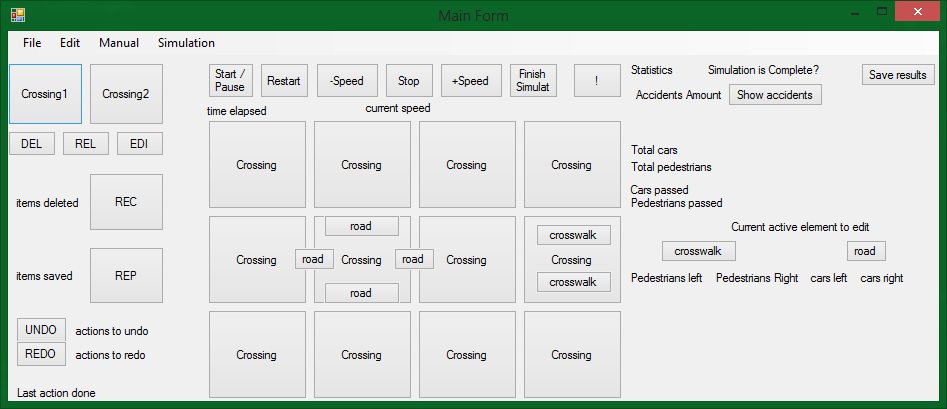 Main Form
File Edit Manual Simulation
Crossing1 Crossing2
DEL REL EDI
items deleted REC
items saved REP
UNDO actions to undo
REDO actions to redo
Last action done
Start / Pause Restart -Speed Stop +Speed Finish Simulat !
time elapsed current speed
Crossing Crossing Crossing Crossing
road
crosswalk
Crossing road Crossing road Crossing Crossing
road
crosswalk
Crossing Crossing Crossing Crossing
Statistics Simulation is Complete? Save results
Accidents Amount Show accidents
Total cars
Total pedestrians
Cars passed
Pedestrians passed
Current active element to edit
crosswalk road
Pedestrians left Pedestrians Right cars left cars right